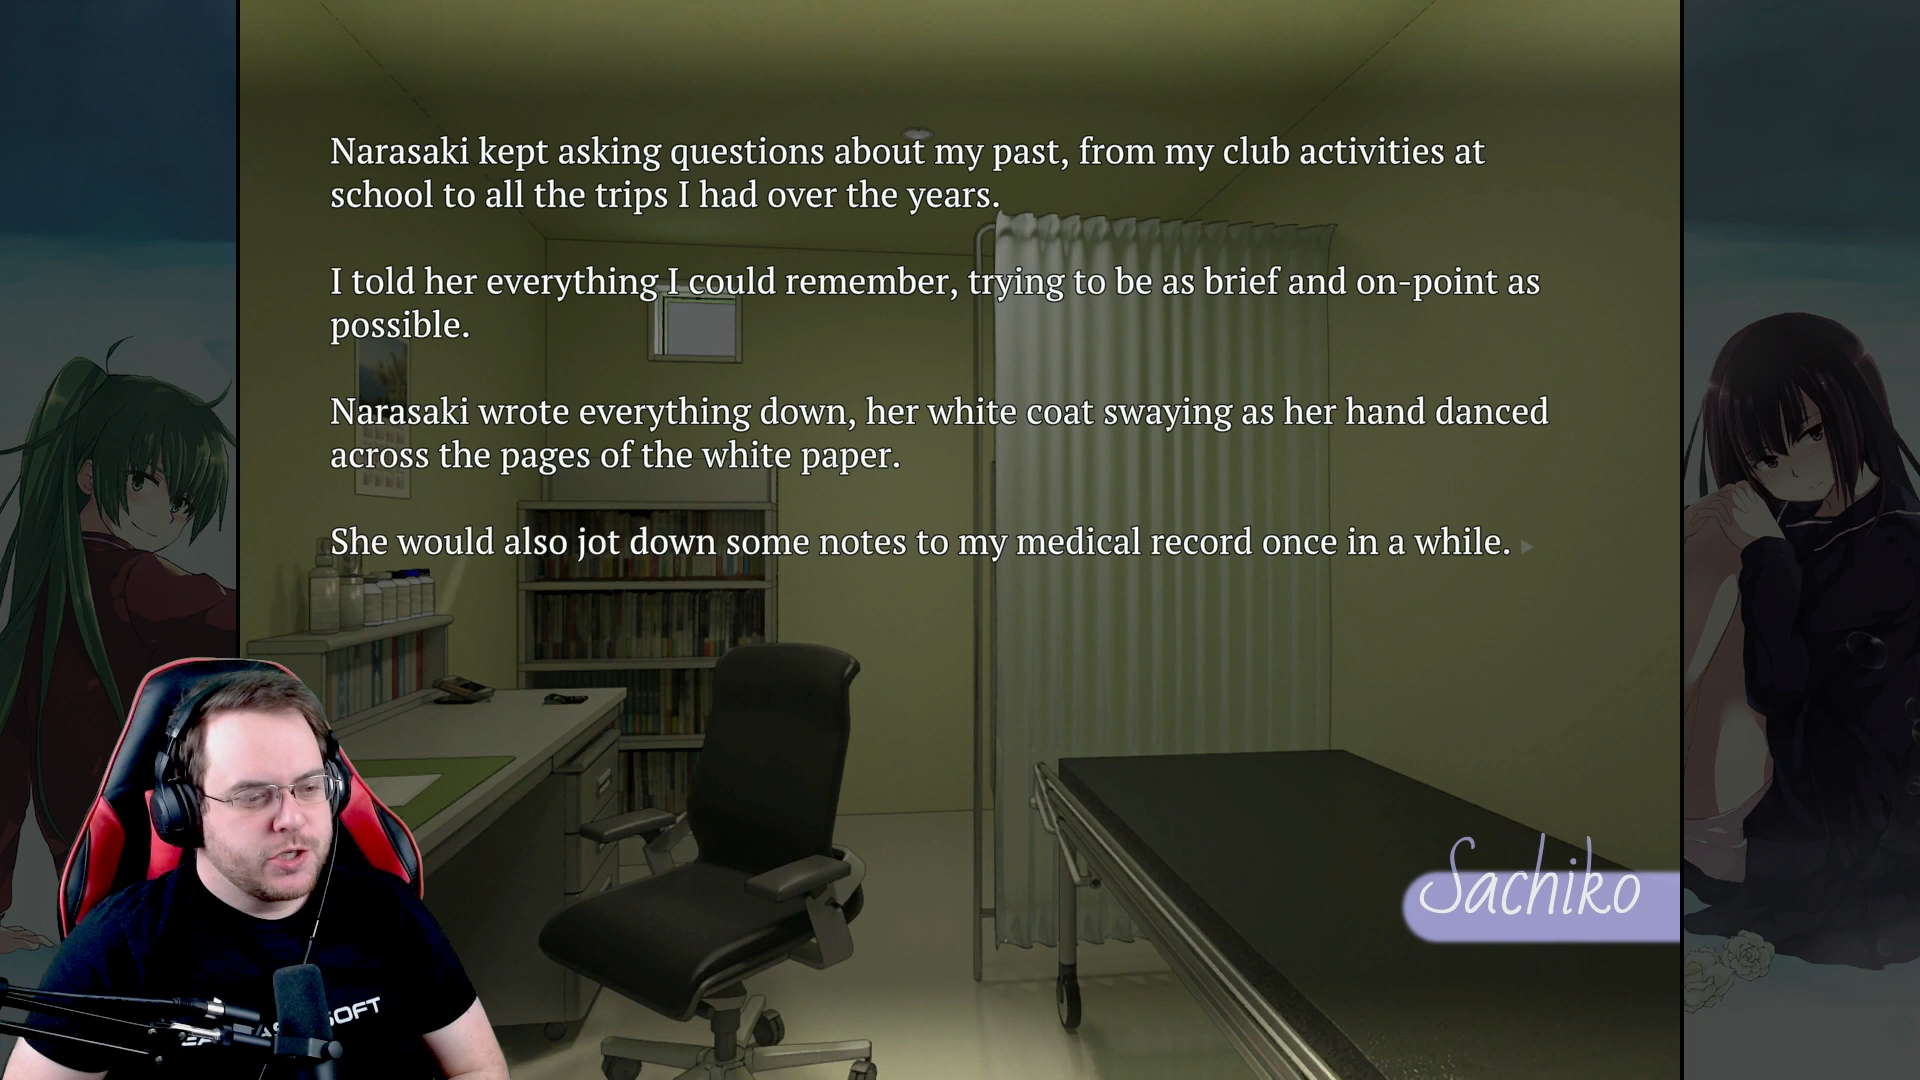 Narasaki kept asking questions about my past, from my club activities at
school to all the trips I had over the years.
I told her everything I could remember, trying to be as brief and on-point as
possible.
Narasaki wrote everything down, her white coat swaying as her hand danced
across the pages of the white paper.
She would also jot down some notes to my medical record once in a while.
Sachiko